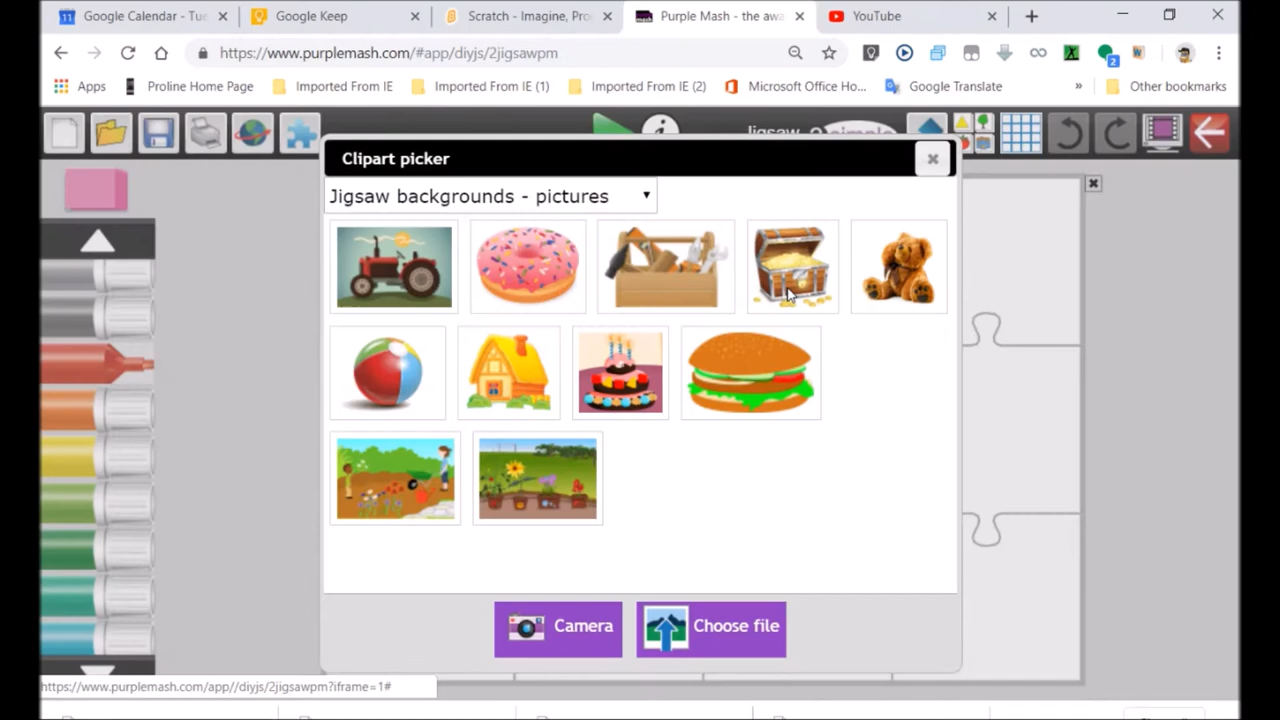 Google Calendar - Tue
Google Keep
Scratch - Imagine, Pro
Purple Mash - the awa
YouTube
https://www.purplemash.com/#app/diyjs/2jigsawpm
2
Apps
Proline Home Page
Imported From IE
Imported From IE (1)
Imported From IE (2)
Microsoft Office Ho...
Google Translate
»
Other bookmarks
Clipart picker
Jigsaw backgrounds - pictures
Camera
Choose file
https://www.purplemash.com/app//diyjs/2jigsawpm?iframe=1#